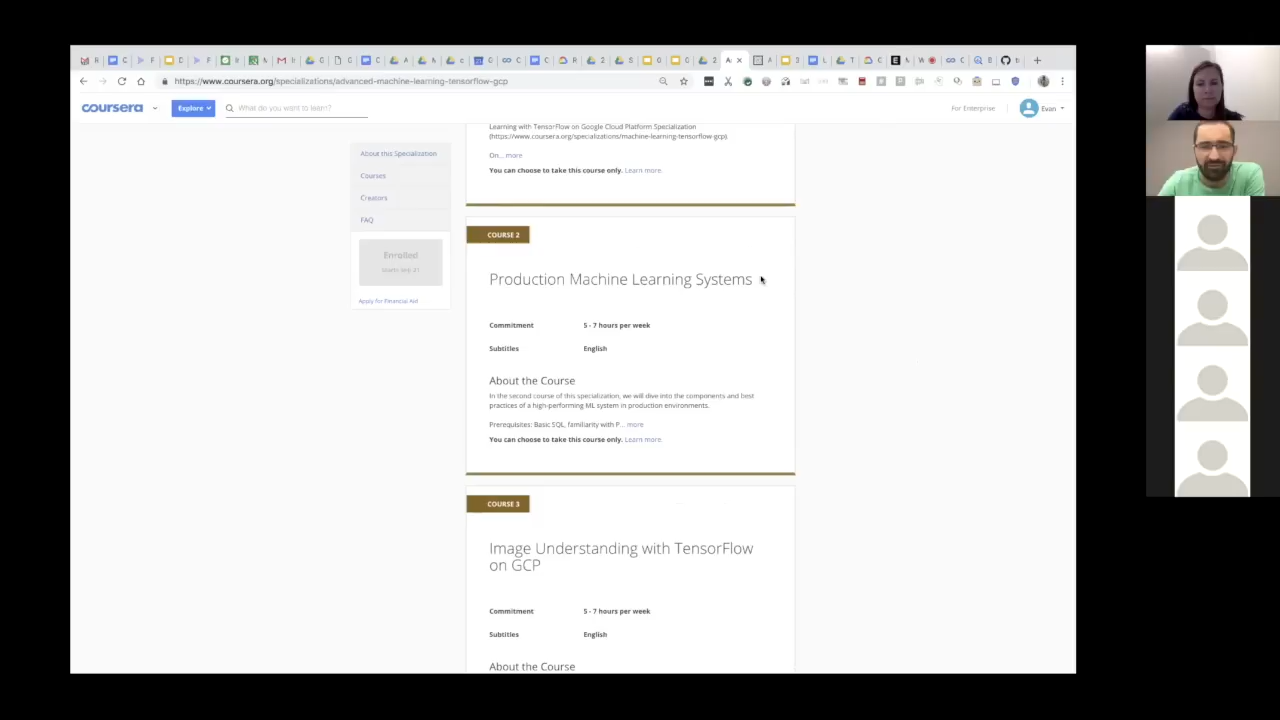 https://www.coursera.org/specializations/advanced-machine-learning-tensorflow-gcp
coursera
Explore
What do you want to learn?
For Enterprise
Evan
About this Specialization
Courses
Creators
FAQ
Enrolled
Apply for Financial Aid
Learning with TensorFlow on Google Cloud Platform Specialization
(https://www.coursera.org/specializations/machine-learning-tensorflow-gcp)
On... more
You can choose to take this course only. Learn more.
COURSE 2
Production Machine Learning Systems
Commitment 5 - 7 hours per week
Subtitles English
About the Course
In the second course of this specialization, we will dive into the components and best
practices of a high-performing ML system in production environments.
Prerequisites: Basic SQL, familiarity with P... more
You can choose to take this course only. Learn more
COURSE 3
Image Understanding with TensorFlow
on GCP
Commitment 5 - 7 hours per week
Subtitles English
About the Course